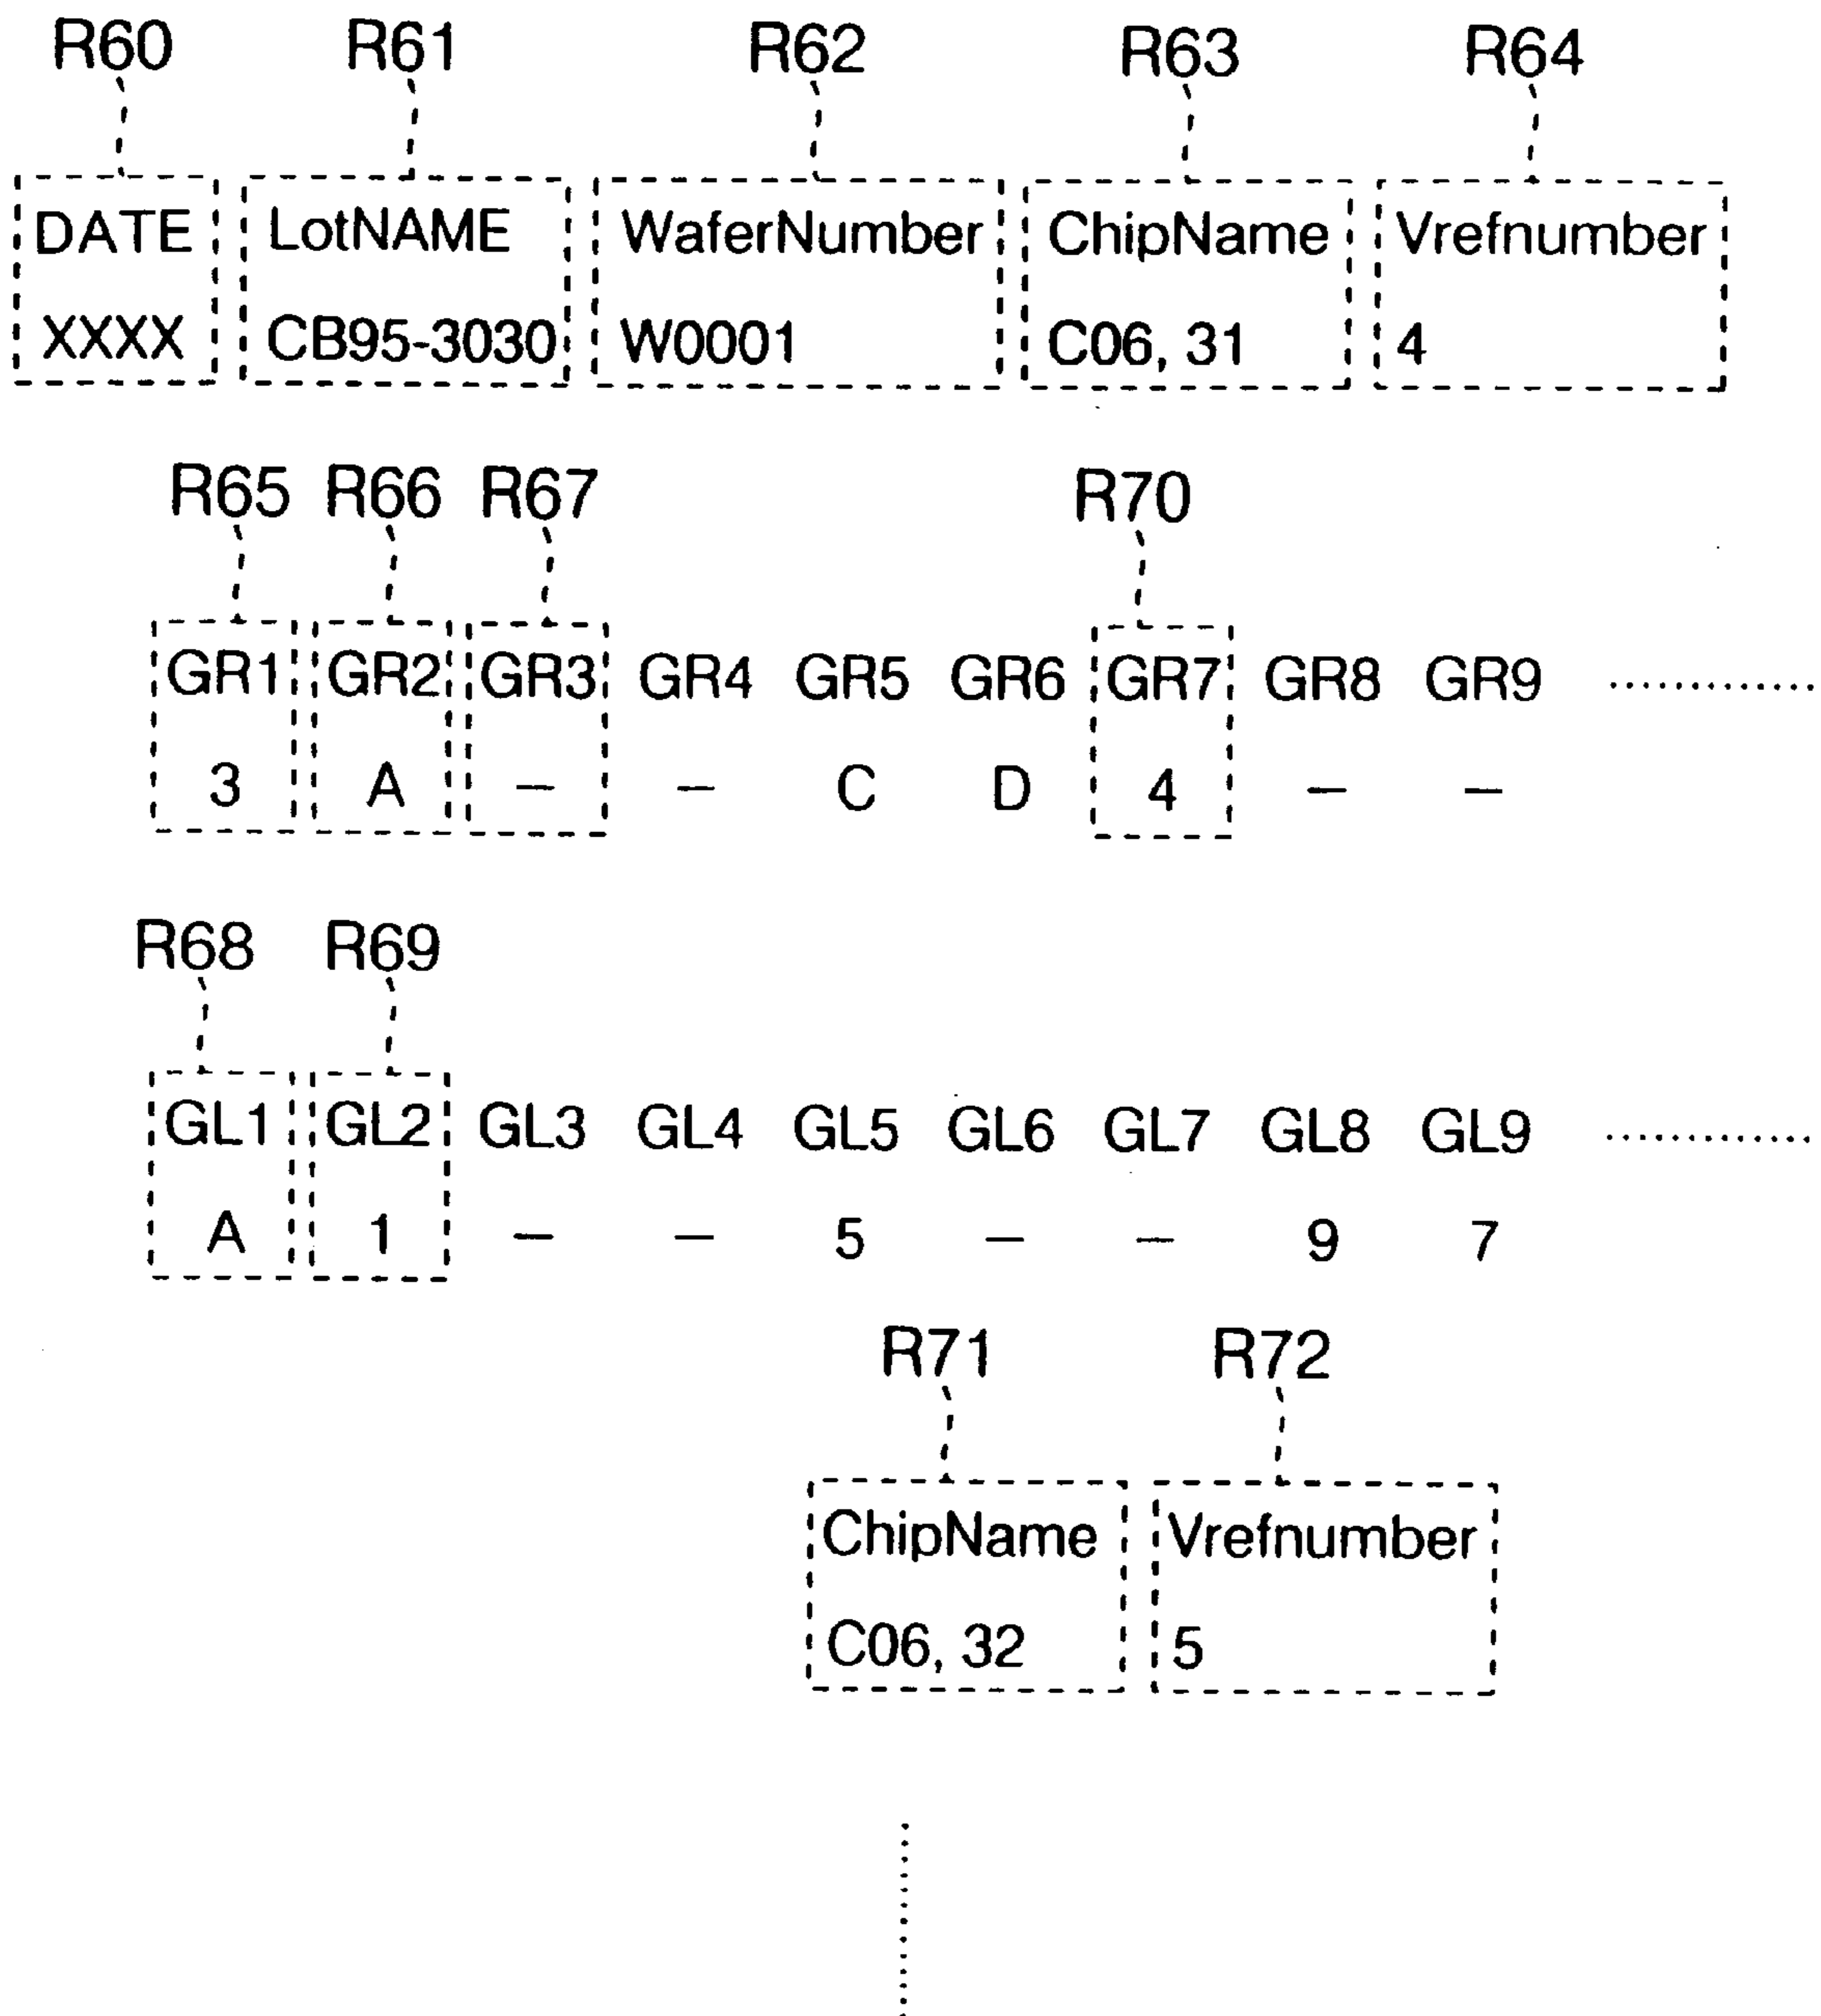 R60 R61 R62 R63 R64
DATE LotNAME WaferNumber ChipName Vrefnumber
XXXX CB95-3030 W0001 C06, 31 4
R65 R66 R67 R70
GR1 GR2 GR3 GR4 GR5 GR6 GR7 GR8 GR9 .............
3 A – – C D 4 – –
R68 R69
GL1 GL2 GL3 GL4 GL5 GL6 GL7 GL8 GL9 .............
A 1 – – 5 – – 9 7
R71 R72
ChipName Vrefnumber
C06, 32 5